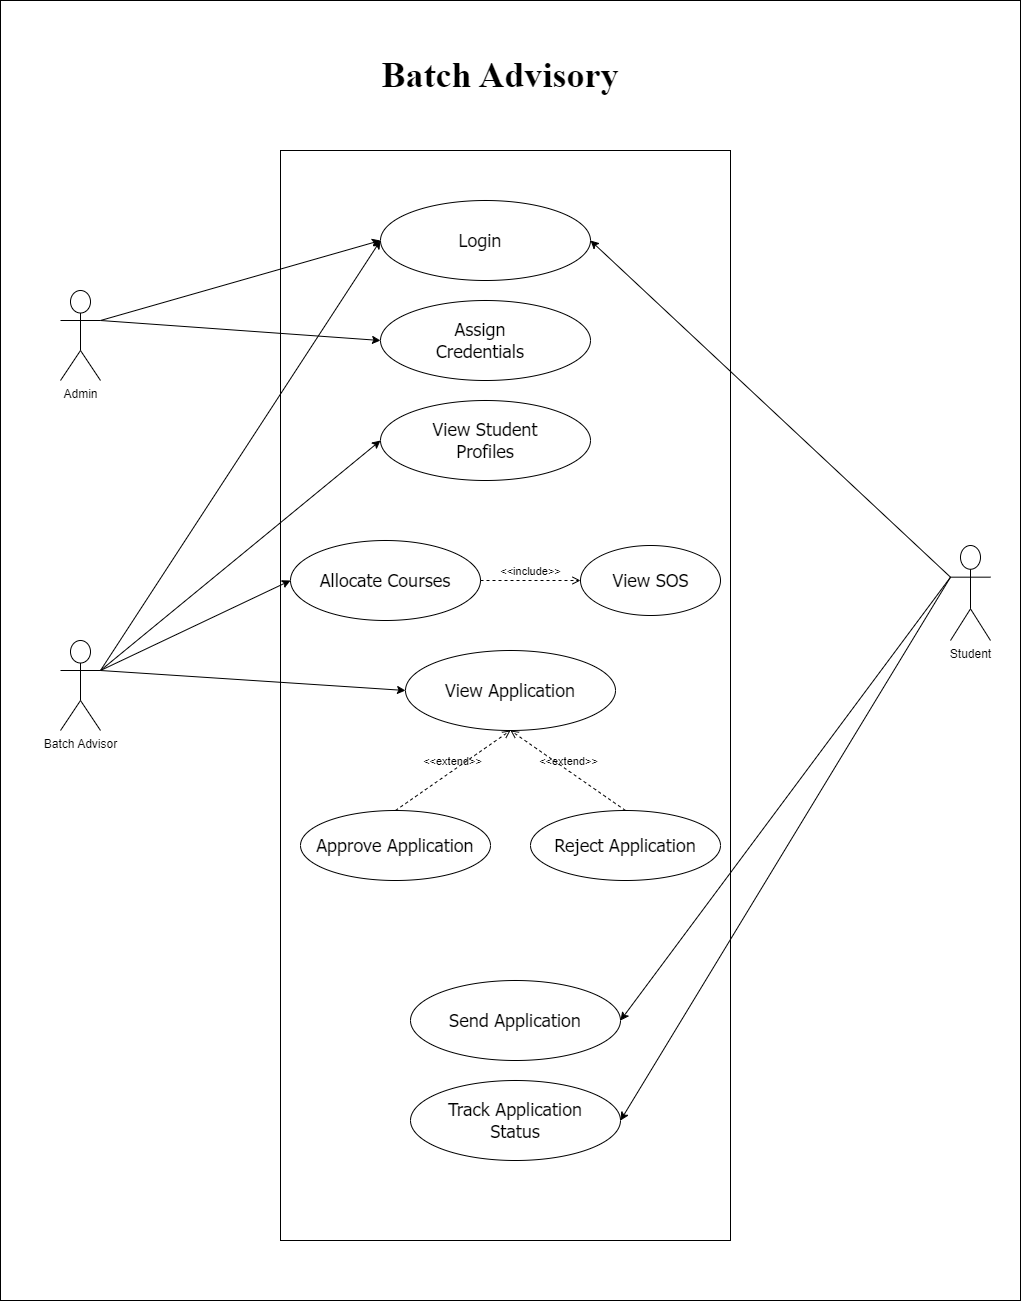 Batch Advisory
Login
Assign
Credentials
Admin
View Student
Profiles
Allocate Courses
<<include>>
View SOS
Student
View Application
Batch Advisor
<<extend>>
<<extend>>
Approve Application
Reject Application
Send Application
Track Application
Status